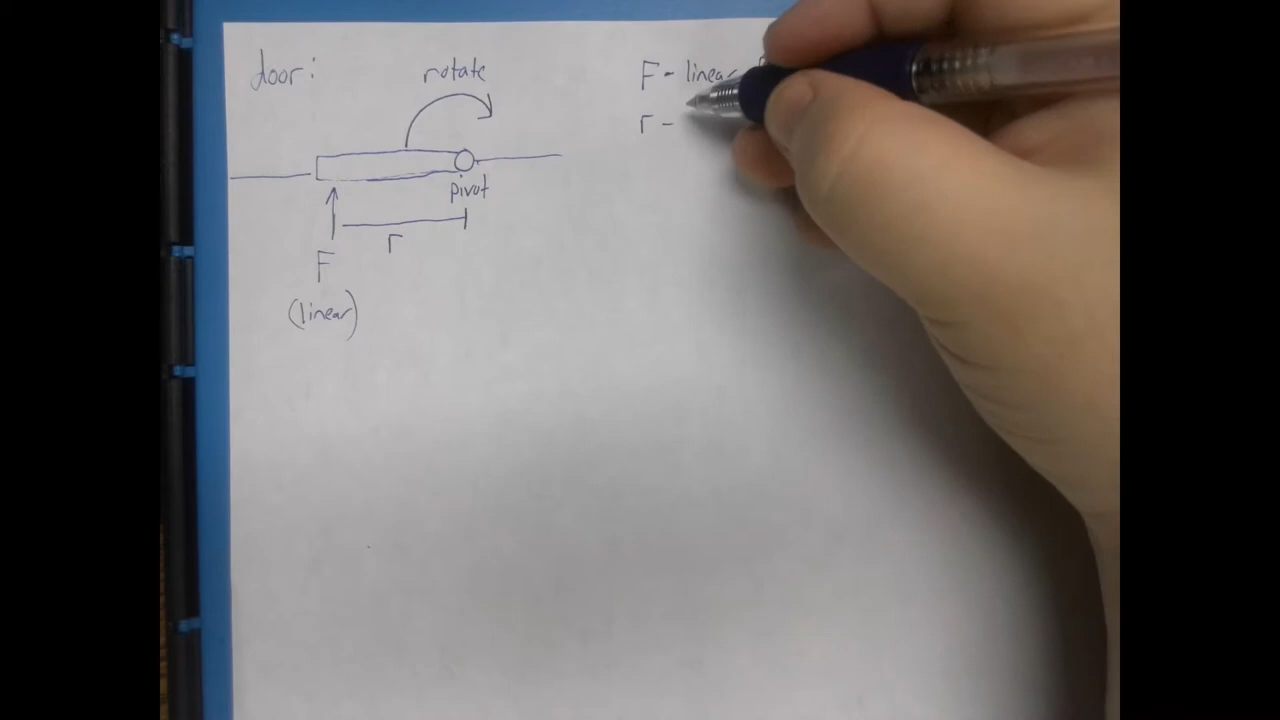 door:
rotate
pivot
r
F
(linear)
F - linear
r -